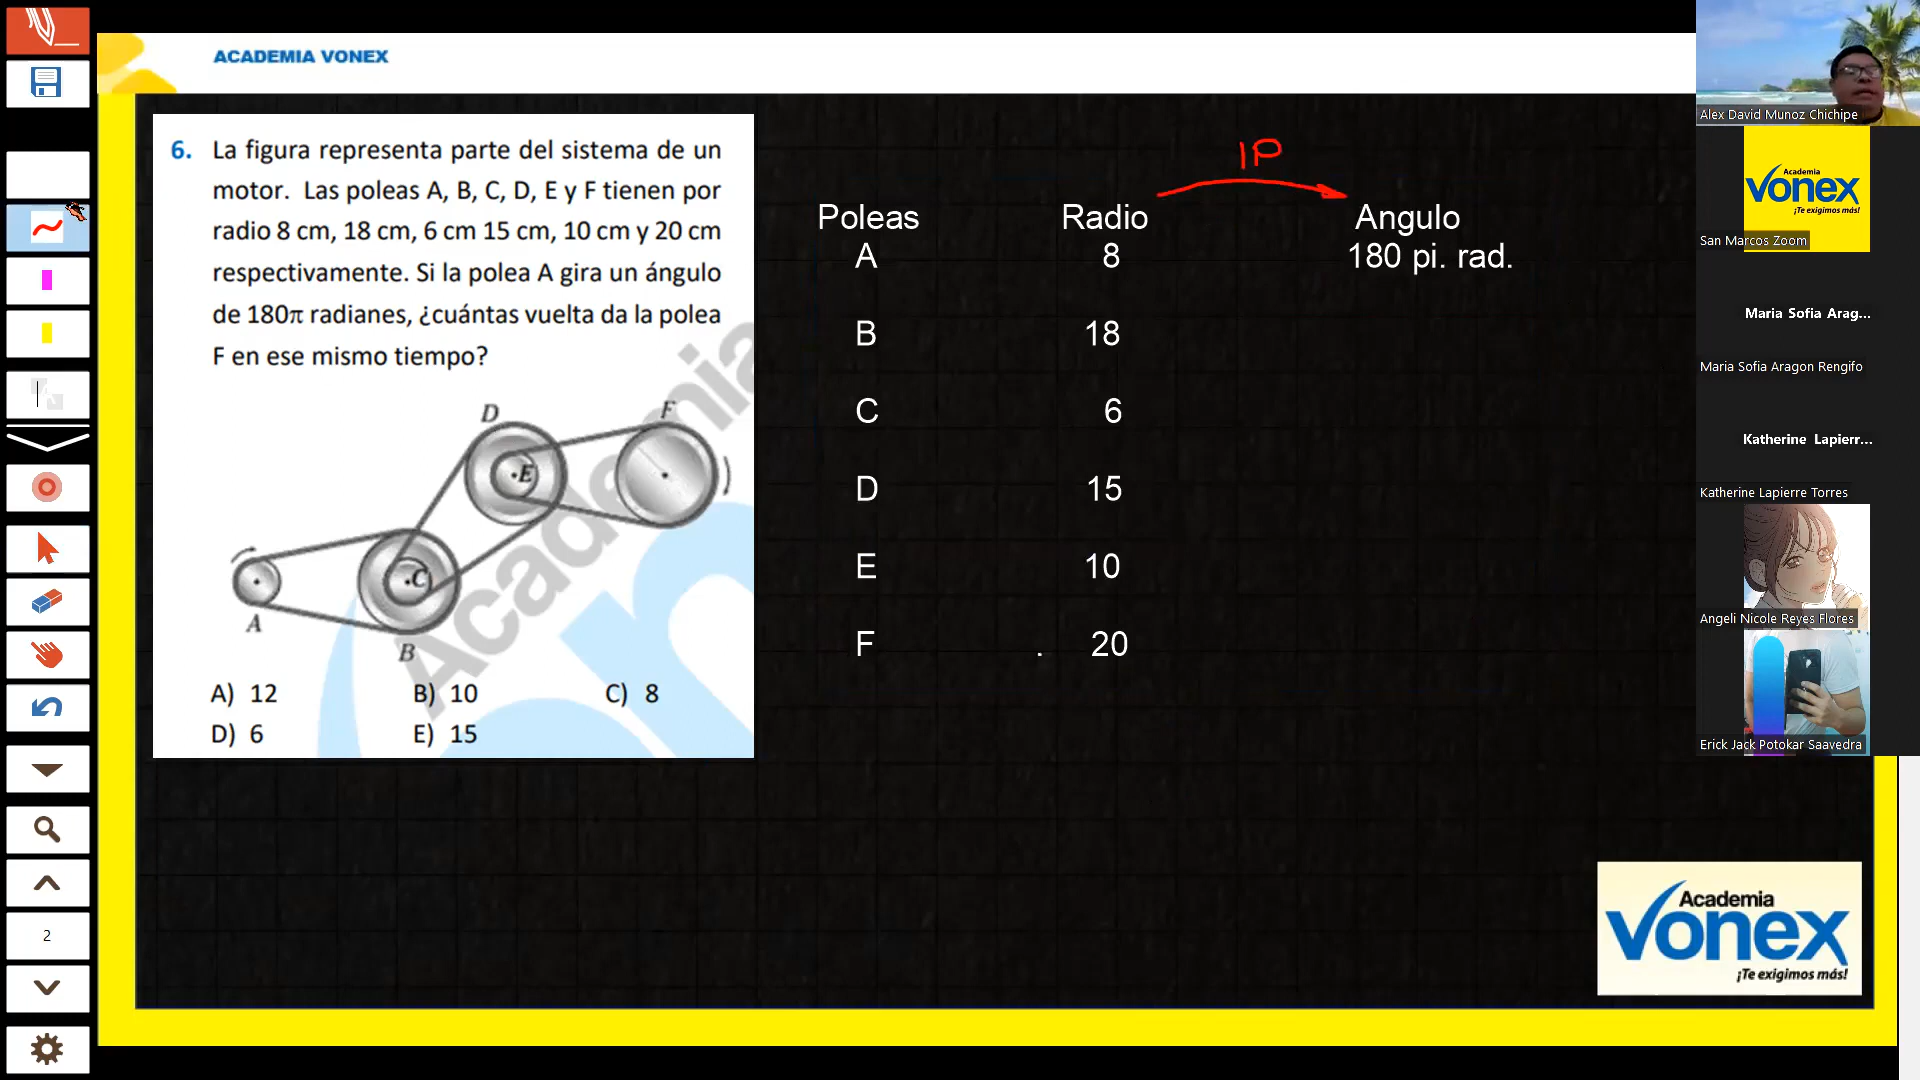 ACADEMIA VONEX
6. La figura representa parte del sistema de un
motor. Las poleas A, B, C, D, E y F tienen por
radio 8 cm, 18 cm, 6 cm 15 cm, 10 cm y 20 cm
respectivamente. Si la polea A gira un ángulo
de 180π radianes, ¿cuántas vuelta da la polea
F en ese mismo tiempo?
D
F
E
C
A
B
Academia
A) 12 B) 10 C) 8
D) 6 E) 15
IP
Poleas Radio Angulo
A 8 180 pi. rad.
B 18
C 6
D 15
E 10
F . 20
Alex David Munoz Chichipe
Academia
vonex
¡Te exigimos más!
San Marcos Zoom
Maria Sofia Arag...
Maria Sofia Aragon Rengifo
Katherine Lapierr...
Katherine Lapierre Torres
Angeli Nicole Reyes Flores
Erick Jack Potokar Saavedra
Academia
vonex
¡Te exigimos más!
2